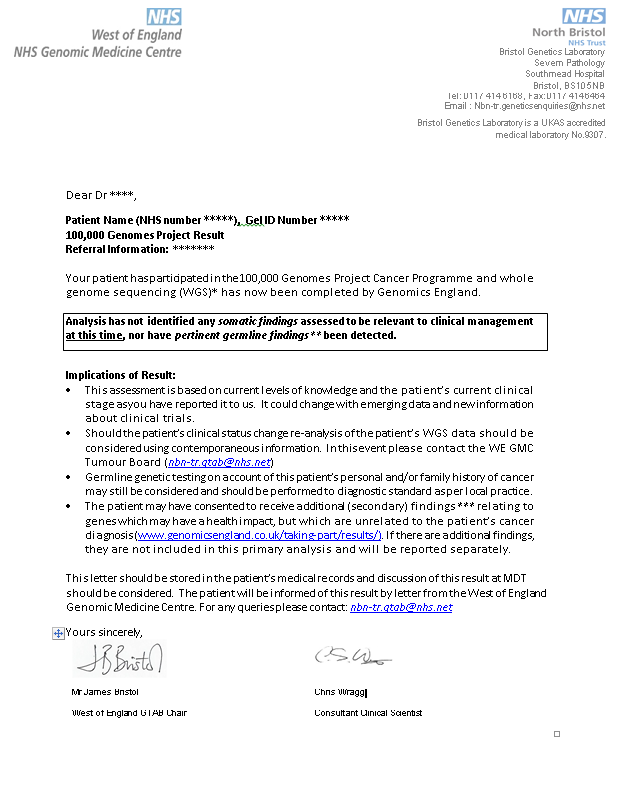 NHS
West of England
NHS Genomic Medicine Centre
NHS
North Bristol
NHS Trust
Bristol Genetics Laboratory
Severn Pathology
Southmead Hospital
Bristol, BS105NB
Tel: 0117 4146168, Fax:0117 4146464
Email : Nbn-tr.geneticsenquiries@nhs.net
Bristol Genetics Laboratory is a UKAS accredited
medical laboratory No.9307.
Dear Dr ****,
Patient Name (NHS number *****), Gel ID Number *****
100,000 Genomes Project Result
Referral Information: *******
Your patient has participated in the 100,000 Genomes Project Cancer Programme and whole
genome sequencing (WGS)* has now been completed by Genomics England.
Analysis has not identified any somatic findings assessed to be relevant to clinical management
at this time, nor have pertinent germline findings** been detected.
Implications of Result:
• This assessment is based on current levels of knowledge and the patient's current clinical
stage as you have reported it to us. It could change with emerging data and new information
about clinical trials.
• Should the patient's clinical status change re-analysis of the patient's WGS data should be
considered using contemporaneous information. In this event please contact the WE GMC
Tumour Board (nbn-tr.gtab@nhs.net)
• Germline genetic testing on account of this patient's personal and/or family history of cancer
may still be considered and should be performed to diagnostic standard as per local practice.
• The patient may have consented to receive additional (secondary) findings*** relating to
genes which may have a health impact, but which are unrelated to the patient's cancer
diagnosis (www.genomicsengland.co.uk/taking-part/results/). If there are additional findings,
they are not included in this primary analysis and will be reported separately.
This letter should be stored in the patient's medical records and discussion of this result at MDT
should be considered. The patient will be informed of this result by letter from the West of England
Genomic Medicine Centre. For any queries please contact: nbn-tr.gtab@nhs.net
Yours sincerely,
J B Bristol
Mr James Bristol
Chris Wragg
West of England GTAB Chair
Consultant Clinical Scientist